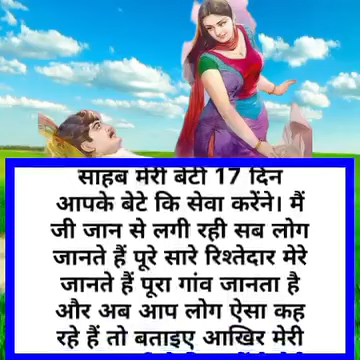 साहब मेरी बेटी 17 दिन
आपके बेटे कि सेवा करेंने। मैं
जी जान से लगी रही सब लोग
जानते हैं पूरे सारे रिश्तेदार मेरे
जानते हैं पूरा गांव जानता है
और अब आप लोग ऐसा कह
रहे हैं तो बताइए आखिर मेरी